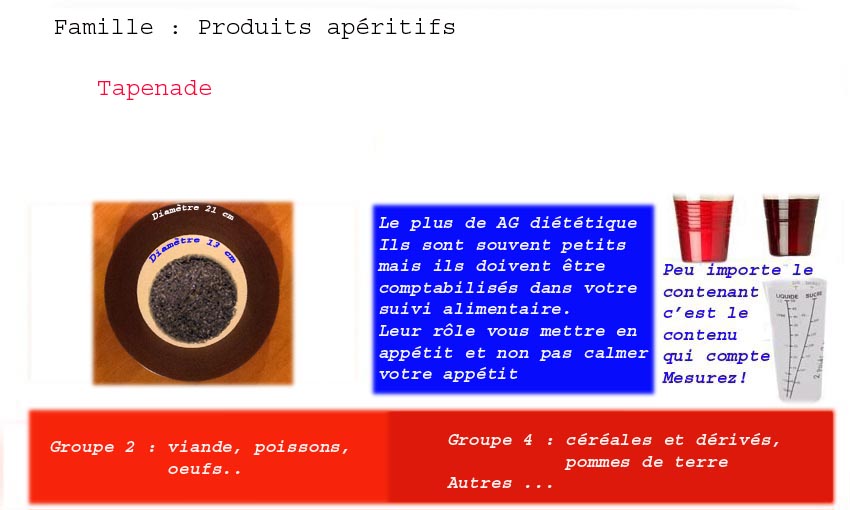 Famille : Produits apéritifs
Tapenade
Diamètre 21 cm
Diamètre 13 cm
Le plus de AG diététique
Ils sont souvent petits
mais ils doivent être
comptabilisés dans votre
suivi alimentaire.
Leur rôle vous mettre en
appétit et non pas calmer
votre appétit
Peu importe le
contenant
c'est le
contenu
qui compte
Mesurez!
LIQUIDE SUCRE
Groupe 2 : viande, poissons,
oeufs..
Groupe 4 : céréales et dérivés,
pommes de terre
Autres ...